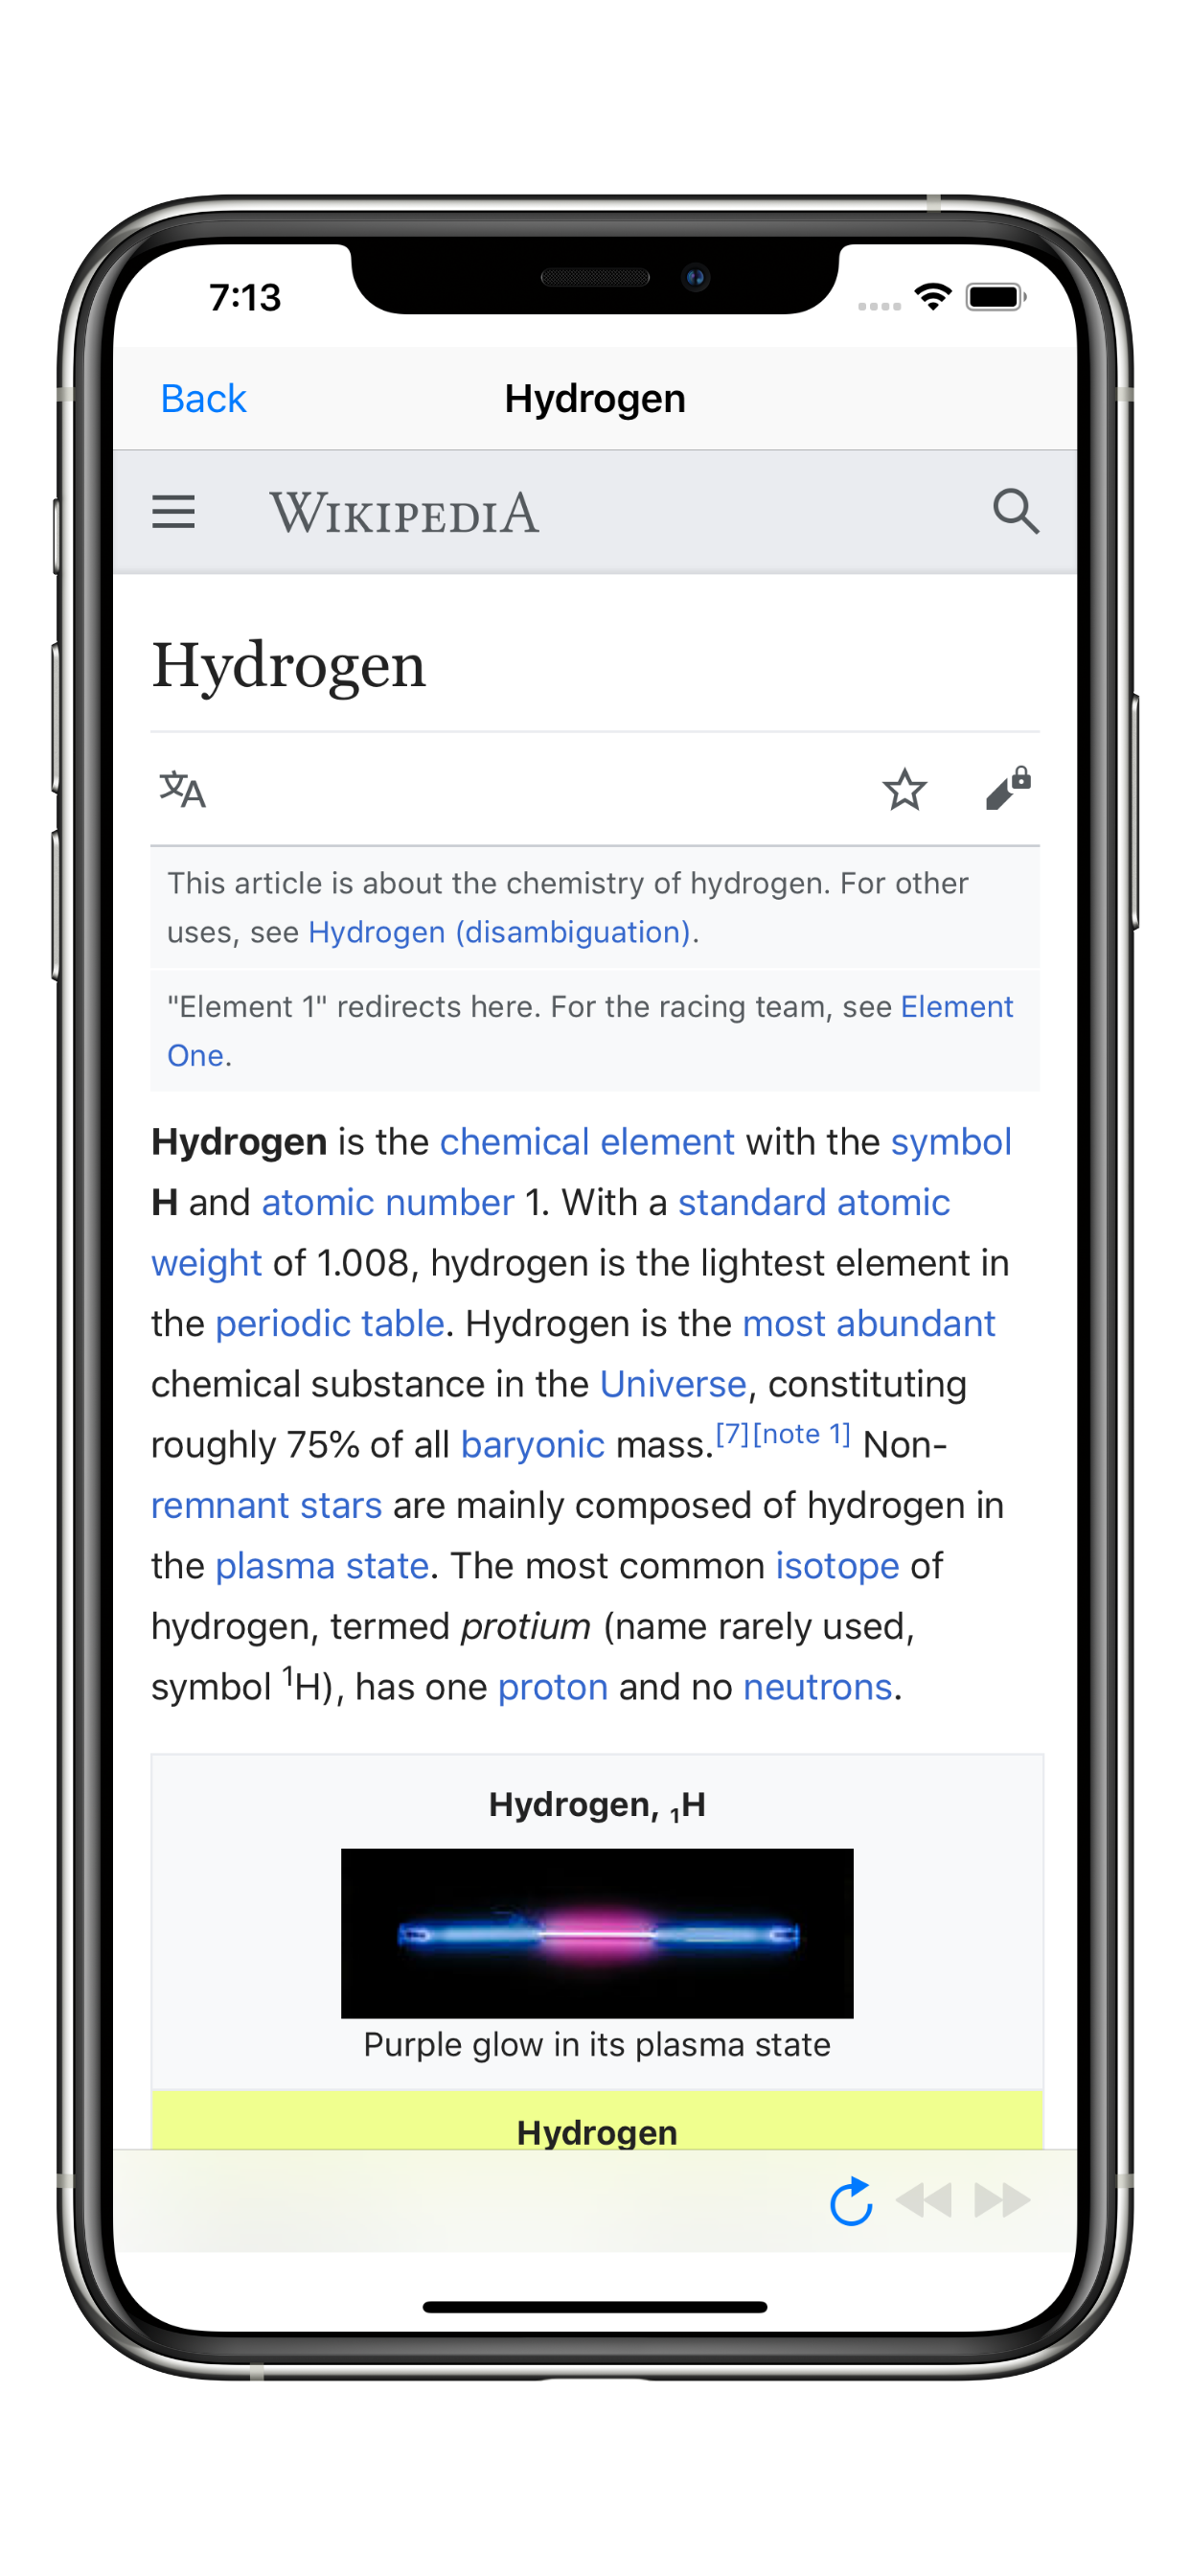 7:13
Back
Hydrogen
WIKIPEDIA
Hydrogen
文A
This article is about the chemistry of hydrogen. For other
uses, see Hydrogen (disambiguation).
"Element 1" redirects here. For the racing team, see Element
One.
Hydrogen is the chemical element with the symbol
H and atomic number 1. With a standard atomic
weight of 1.008, hydrogen is the lightest element in
the periodic table. Hydrogen is the most abundant
chemical substance in the Universe, constituting
roughly 75% of all baryonic mass.[7][note 1] Non-
remnant stars are mainly composed of hydrogen in
the plasma state. The most common isotope of
hydrogen, termed protium (name rarely used,
symbol ¹H), has one proton and no neutrons.
Hydrogen, ₁H
Purple glow in its plasma state
Hydrogen